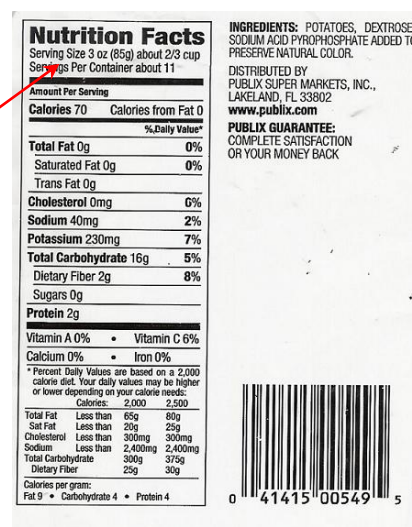 Nutrition Facts
Serving Size 3 oz (85g) about 2/3 cup
Servings Per Container about 11
Amount Per Serving
Calories 70 Calories from Fat 0
% Daily Value*
Total Fat 0g 0%
Saturated Fat 0g 0%
Trans Fat 0g
Cholesterol 0mg 0%
Sodium 40mg 2%
Potassium 230mg 7%
Total Carbohydrate 16g 5%
Dietary Fiber 2g 8%
Sugars 0g
Protein 2g
Vitamin A 0% • Vitamin C 6%
Calcium 0% • Iron 0%
* Percent Daily Values are based on a 2,000
calorie diet. Your daily values may be higher
or lower depending on your calorie needs:
Calories: 2,000 2,500
Total Fat Less than 65g 80g
Sat Fat Less than 20g 25g
Cholesterol Less than 300mg 300mg
Sodium Less than 2,400mg 2,400mg
Total Carbohydrate 300g 375g
Dietary Fiber 25g 30g
Calories per gram:
Fat 9 • Carbohydrate 4 • Protein 4
INGREDIENTS: POTATOES, DEXTROSE
SODIUM ACID PYROPHOSPHATE ADDED TO
PRESERVE NATURAL COLOR.
DISTRIBUTED BY
PUBLIX SUPER MARKETS, INC.,
LAKELAND, FL 33802
www.publix.com
PUBLIX GUARANTEE:
COMPLETE SATISFACTION
OR YOUR MONEY BACK
0 41415 00549 5